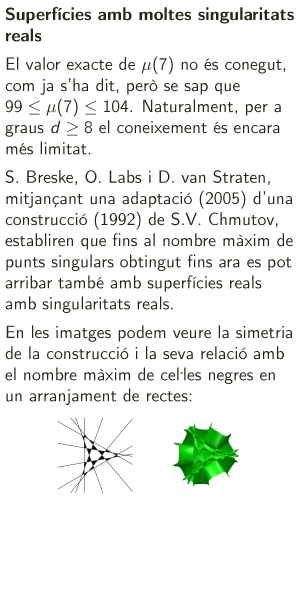 Superfícies amb moltes singularitats
reals
El valor exacte de μ(7) no és conegut,
com ja s'ha dit, però se sap que
99 ≤ μ(7) ≤ 104. Naturalment, per a
graus d ≥ 8 el coneixement és encara
més limitat.
S. Breske, O. Labs i D. van Straten,
mitjançant una adaptació (2005) d'una
construcció (1992) de S.V. Chmutov,
establiren que fins al nombre màxim de
punts singulars obtingut fins ara es pot
arribar també amb superfícies reals
amb singularitats reals.
En les imatges podem veure la simetria
de la construcció i la seva relació amb
el nombre màxim de cel·les negres en
un arranjament de rectes: